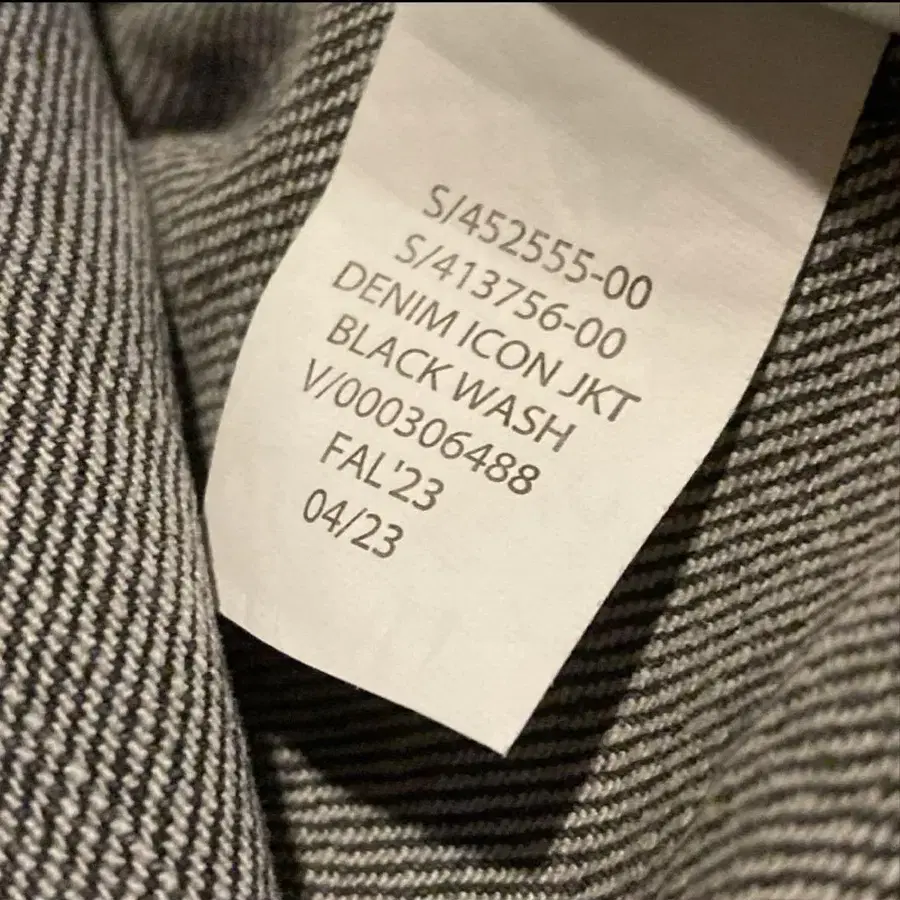 S/452555-00
S/413756-00
DENIM ICON JKT
BLACK WASH
V/000306488
FAL'23
04/23